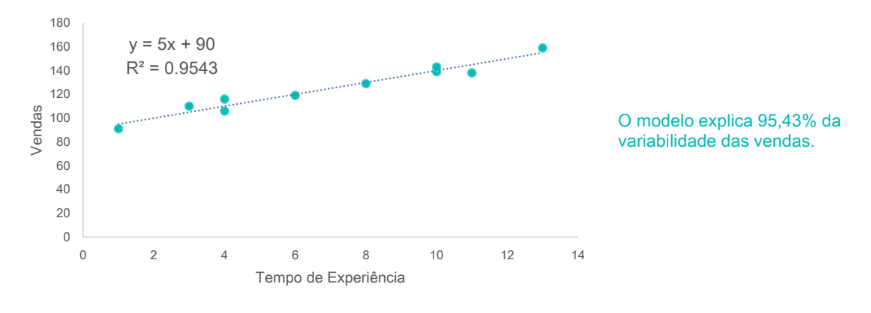 180
160
140
120
100
80
60
40
20
0
Vendas
y = 5x + 90
R² = 0.9543
0 2 4 6 8 10 12 14
Tempo de Experiência
O modelo explica 95,43% da
variabilidade das vendas.